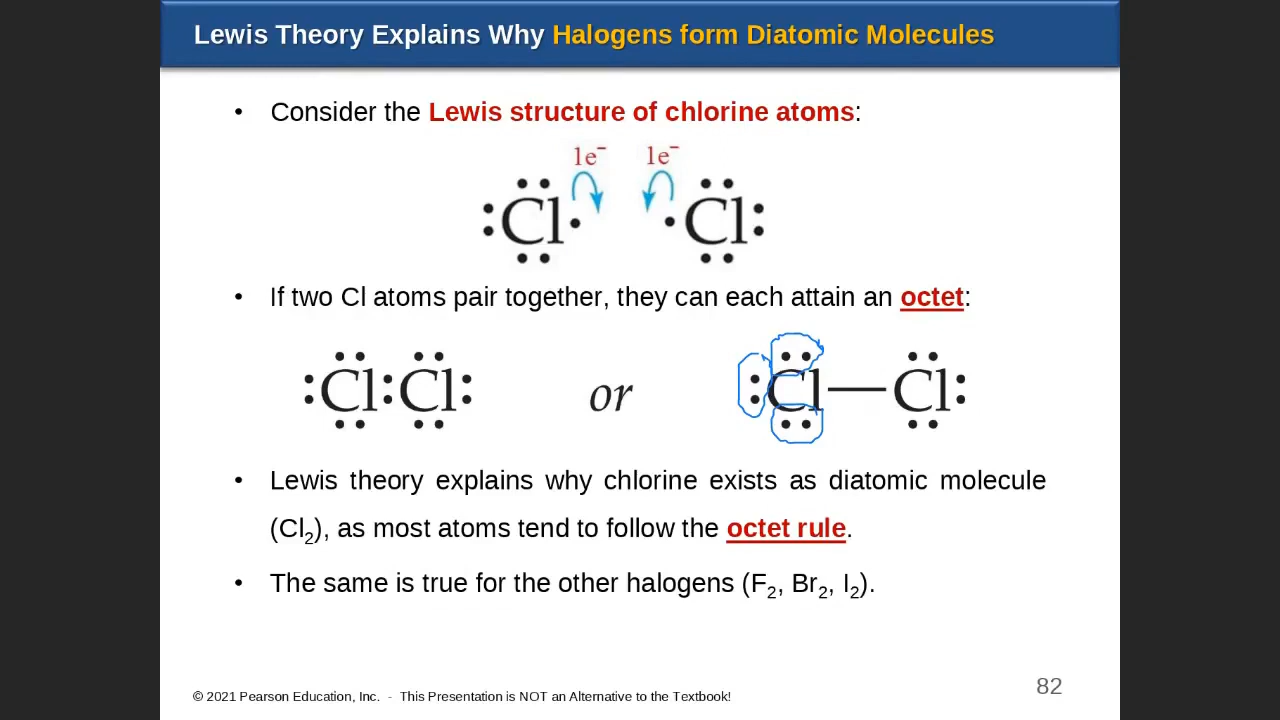 Lewis Theory Explains Why Halogens form Diatomic Molecules
• Consider the Lewis structure of chlorine atoms:
1e⁻ 1e⁻
:Cl· ·Cl:
• If two Cl atoms pair together, they can each attain an octet:
:Cl:Cl: or :Cl—Cl:
• Lewis theory explains why chlorine exists as diatomic molecule
(Cl₂), as most atoms tend to follow the octet rule.
• The same is true for the other halogens (F₂, Br₂, I₂).
82
© 2021 Pearson Education, Inc. - This Presentation is NOT an Alternative to the Textbook!